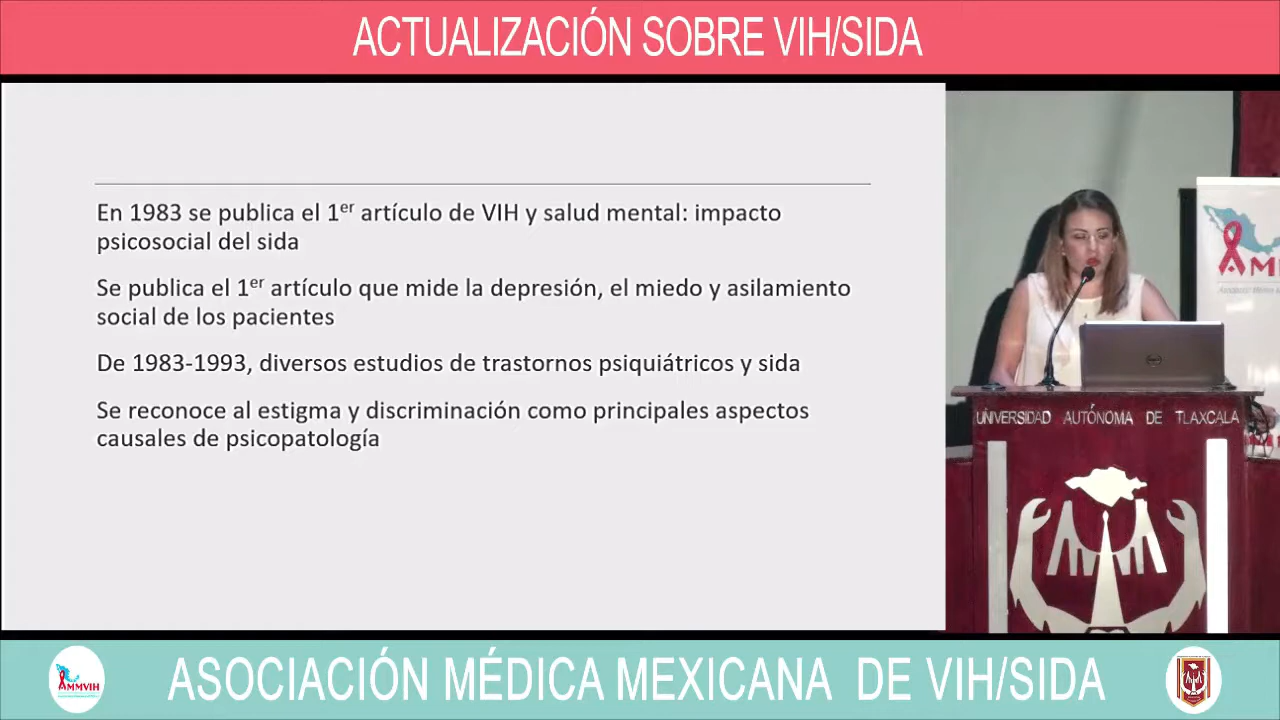 ACTUALIZACIÓN SOBRE VIH/SIDA
En 1983 se publica el 1er artículo de VIH y salud mental: impacto
psicosocial del sida
Se publica el 1er artículo que mide la depresión, el miedo y asilamiento
social de los pacientes
De 1983-1993, diversos estudios de trastornos psiquiátricos y sida
Se reconoce al estigma y discriminación como principales aspectos
causales de psicopatología
UNIVERSIDAD AUTÓNOMA DE TLAXCALA
AMMVIH
ASOCIACIÓN MÉDICA MEXICANA DE VIH/SIDA